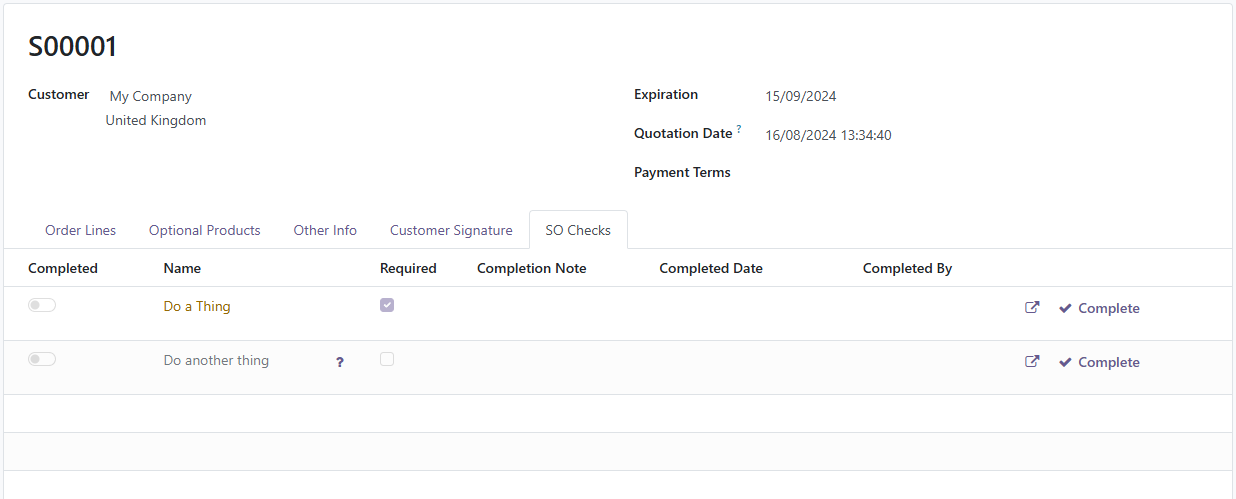 S00001
Customer My Company
United Kingdom
Expiration 15/09/2024
Quotation Date ? 16/08/2024 13:34:40
Payment Terms
Order Lines Optional Products Other Info Customer Signature SO Checks
Completed Name Required Completion Note Completed Date Completed By
Do a Thing Complete
Do another thing ? Complete